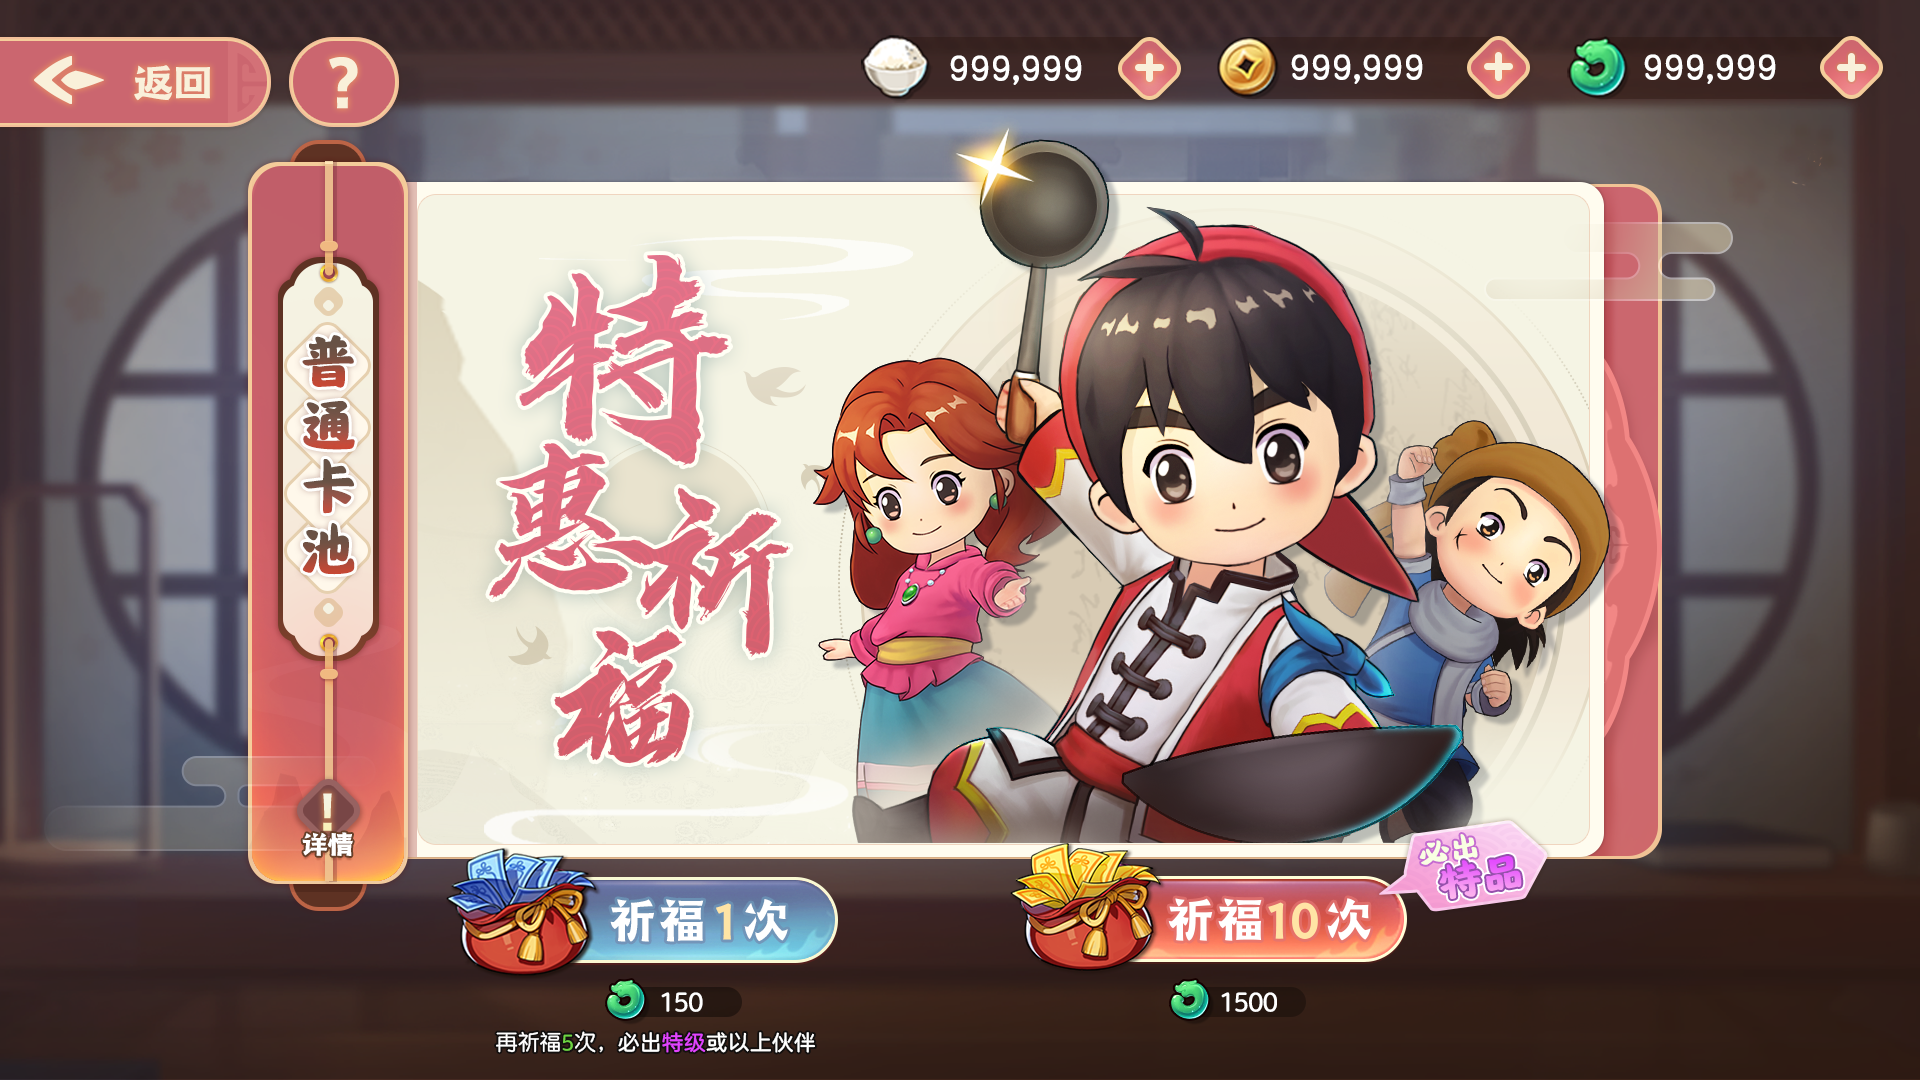 返回
?
999,999
999,999
999,999
普通卡池
!
详情
特惠祈福
祈福1次
150
再祈福5次，必出特级或以上伙伴
祈福10次
必出
特品
1500